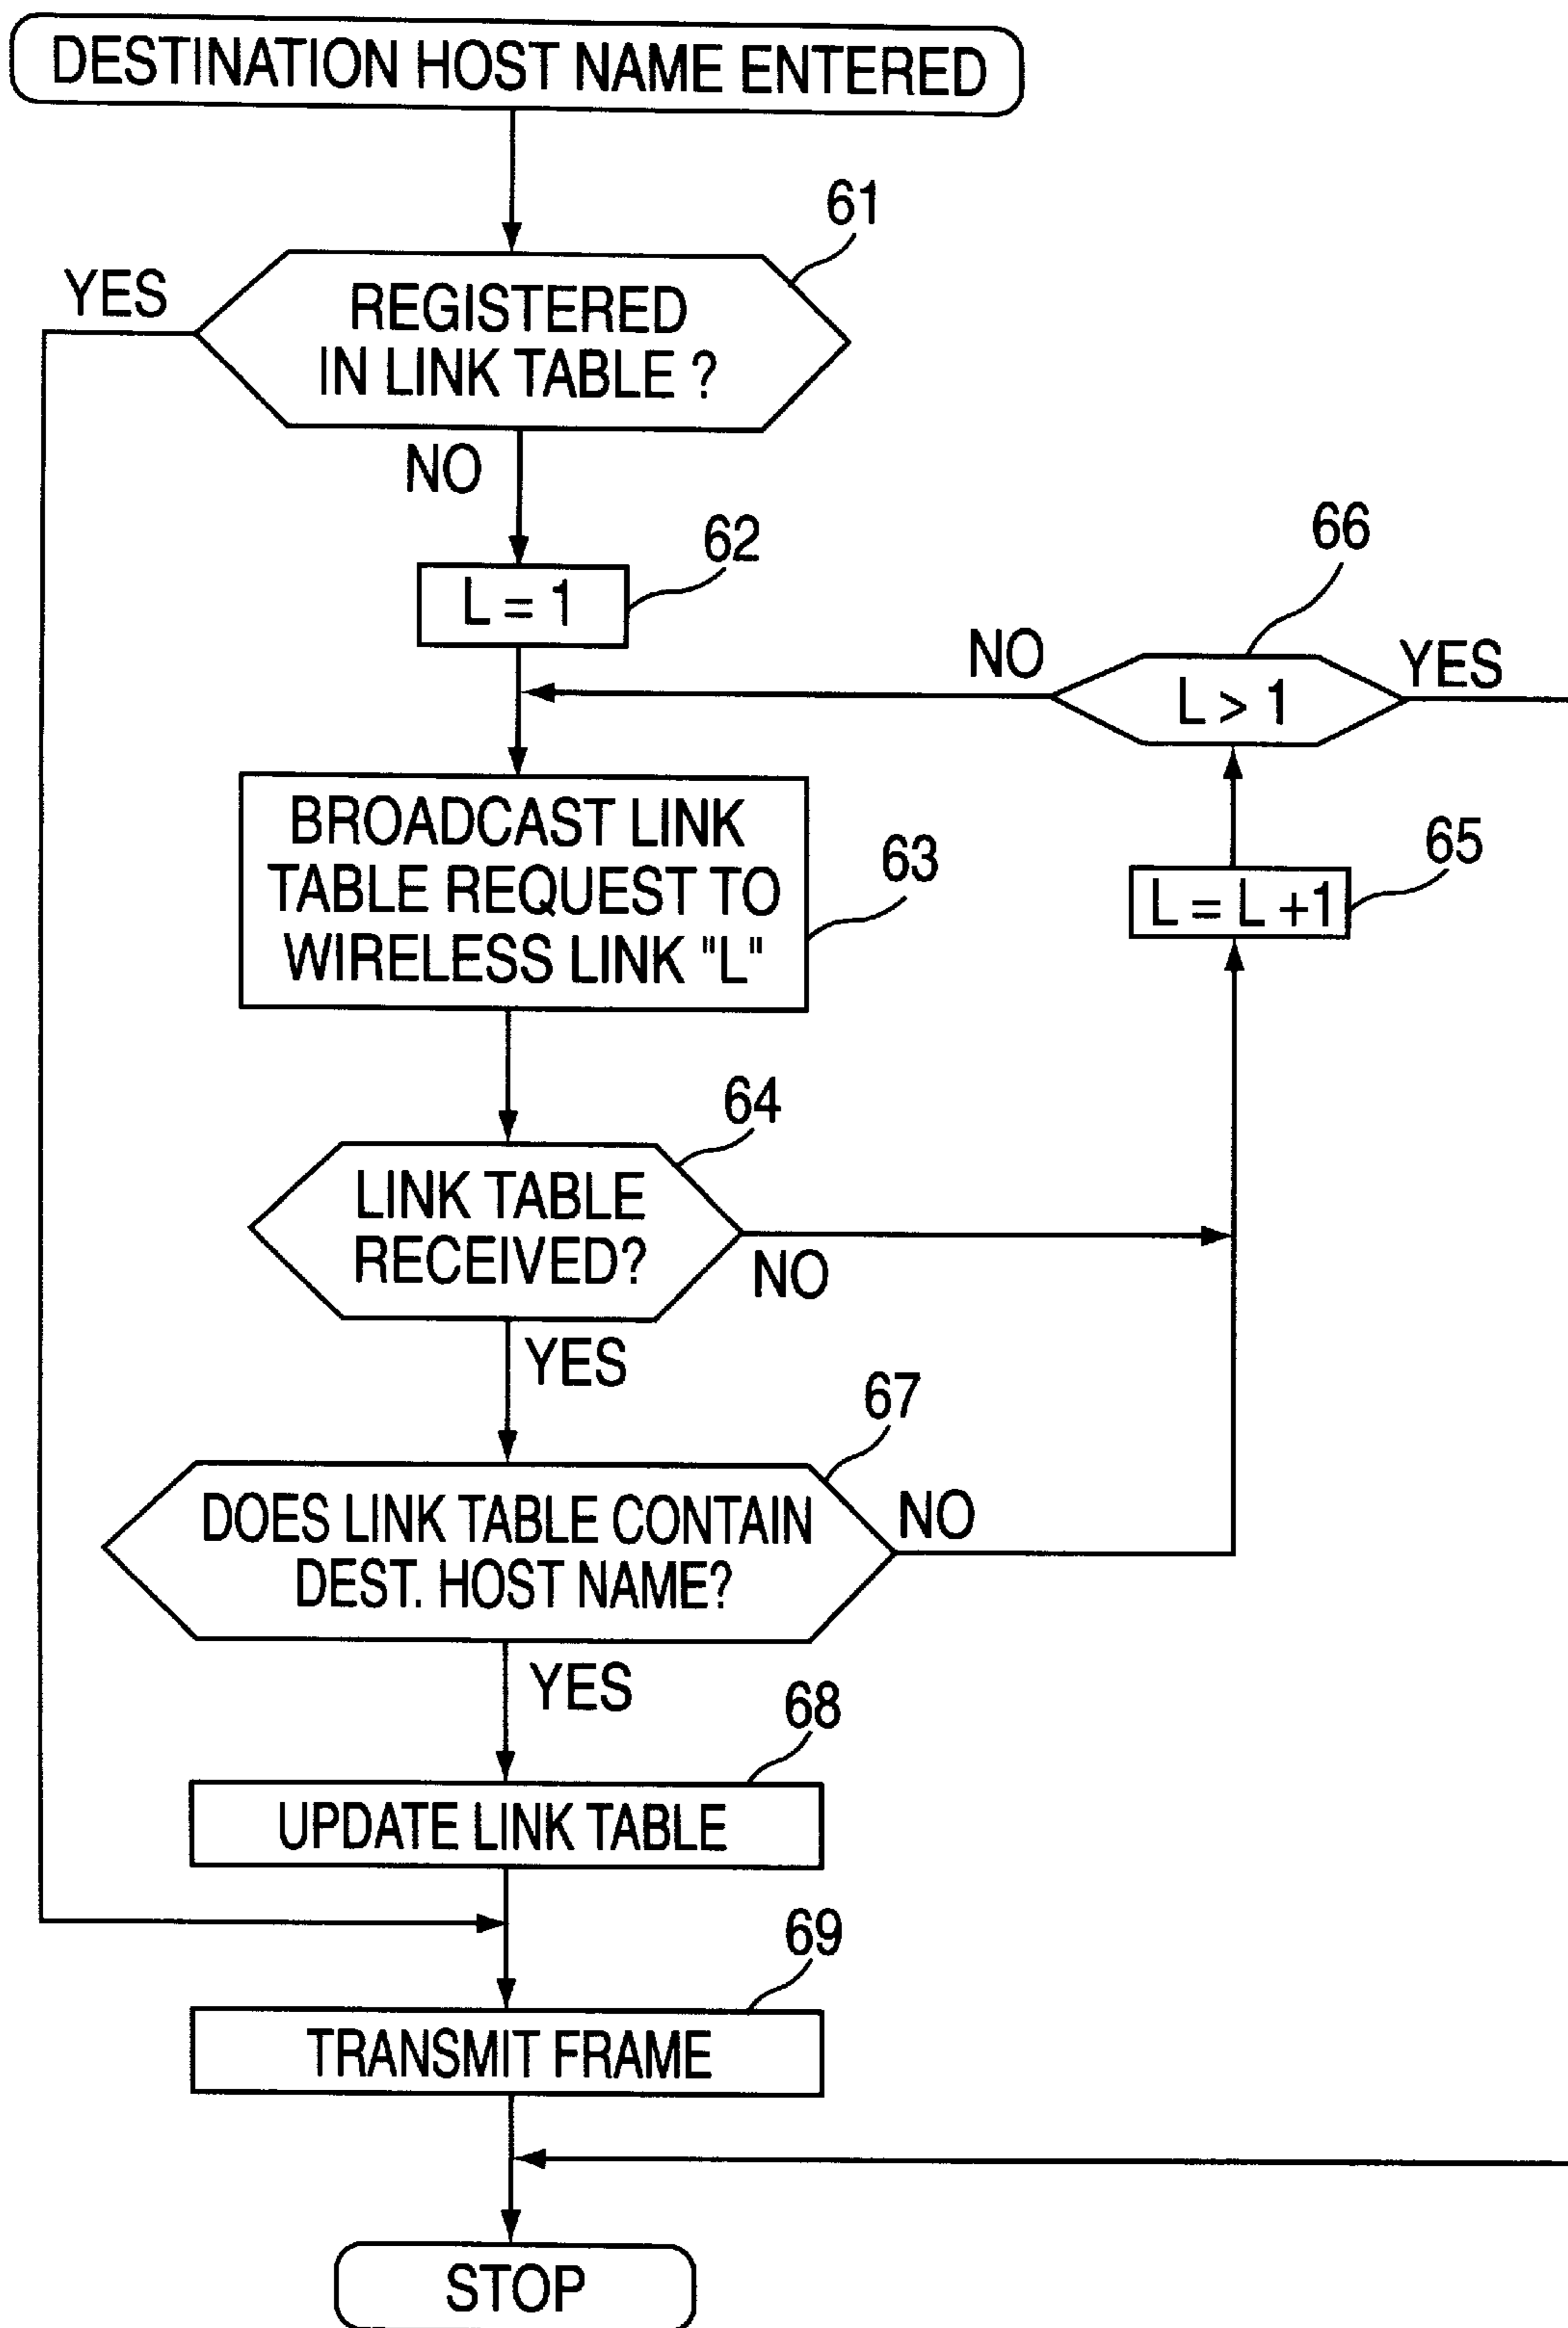 DESTINATION HOST NAME ENTERED
61
YES
REGISTERED
IN LINK TABLE ?
NO
62
L = 1
66
NO
L > 1
YES
BROADCAST LINK
TABLE REQUEST TO
WIRELESS LINK "L"
63
65
L = L +1
64
LINK TABLE
RECEIVED?
NO
YES
67
DOES LINK TABLE CONTAIN
DEST. HOST NAME?
NO
YES
68
UPDATE LINK TABLE
69
TRANSMIT FRAME
STOP